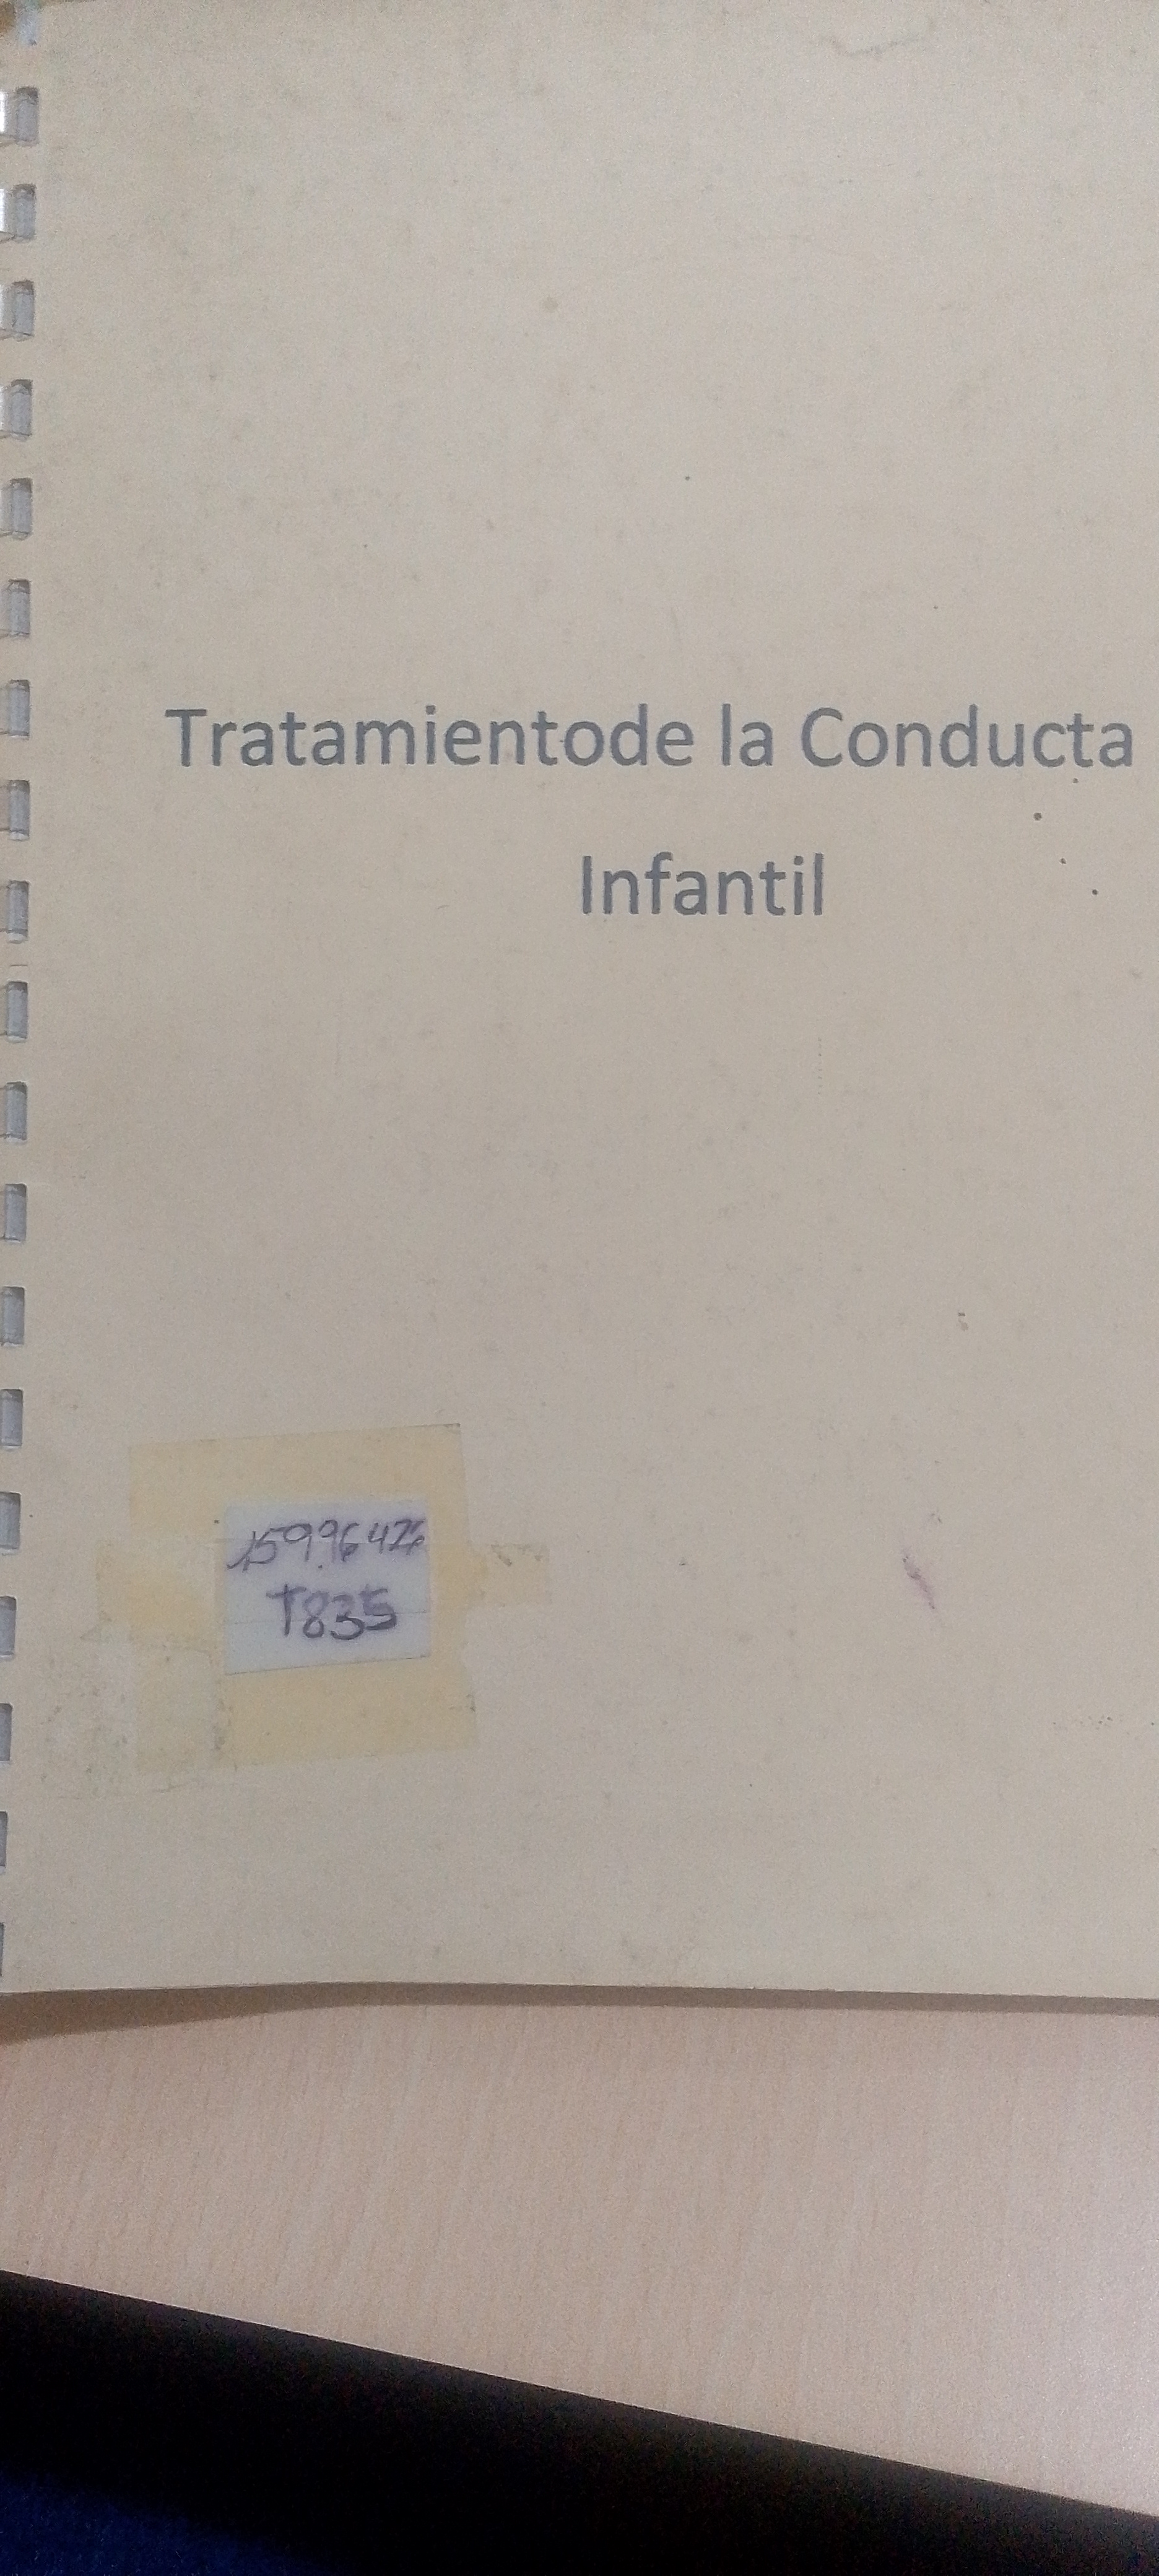 Tratamientode la Conducta
Infantil
T835